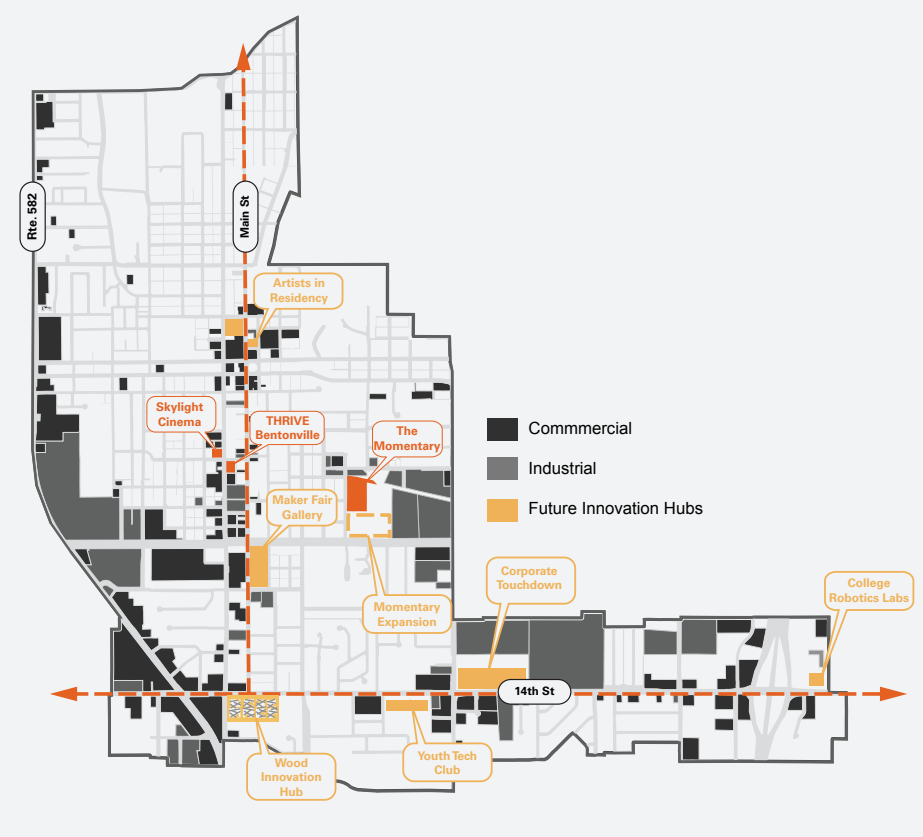 Rte. 582
Main St
Artists in
Residency
Skylight
Cinema
THRIVE
Bentonville
The
Momentary
Commmercial
Industrial
Future Innovation Hubs
Maker Fair
Gallery
Momentary
Expansion
Corporate
Touchdown
College
Robotics Labs
14th St
Wood
Innovation
Hub
Youth Tech
Club